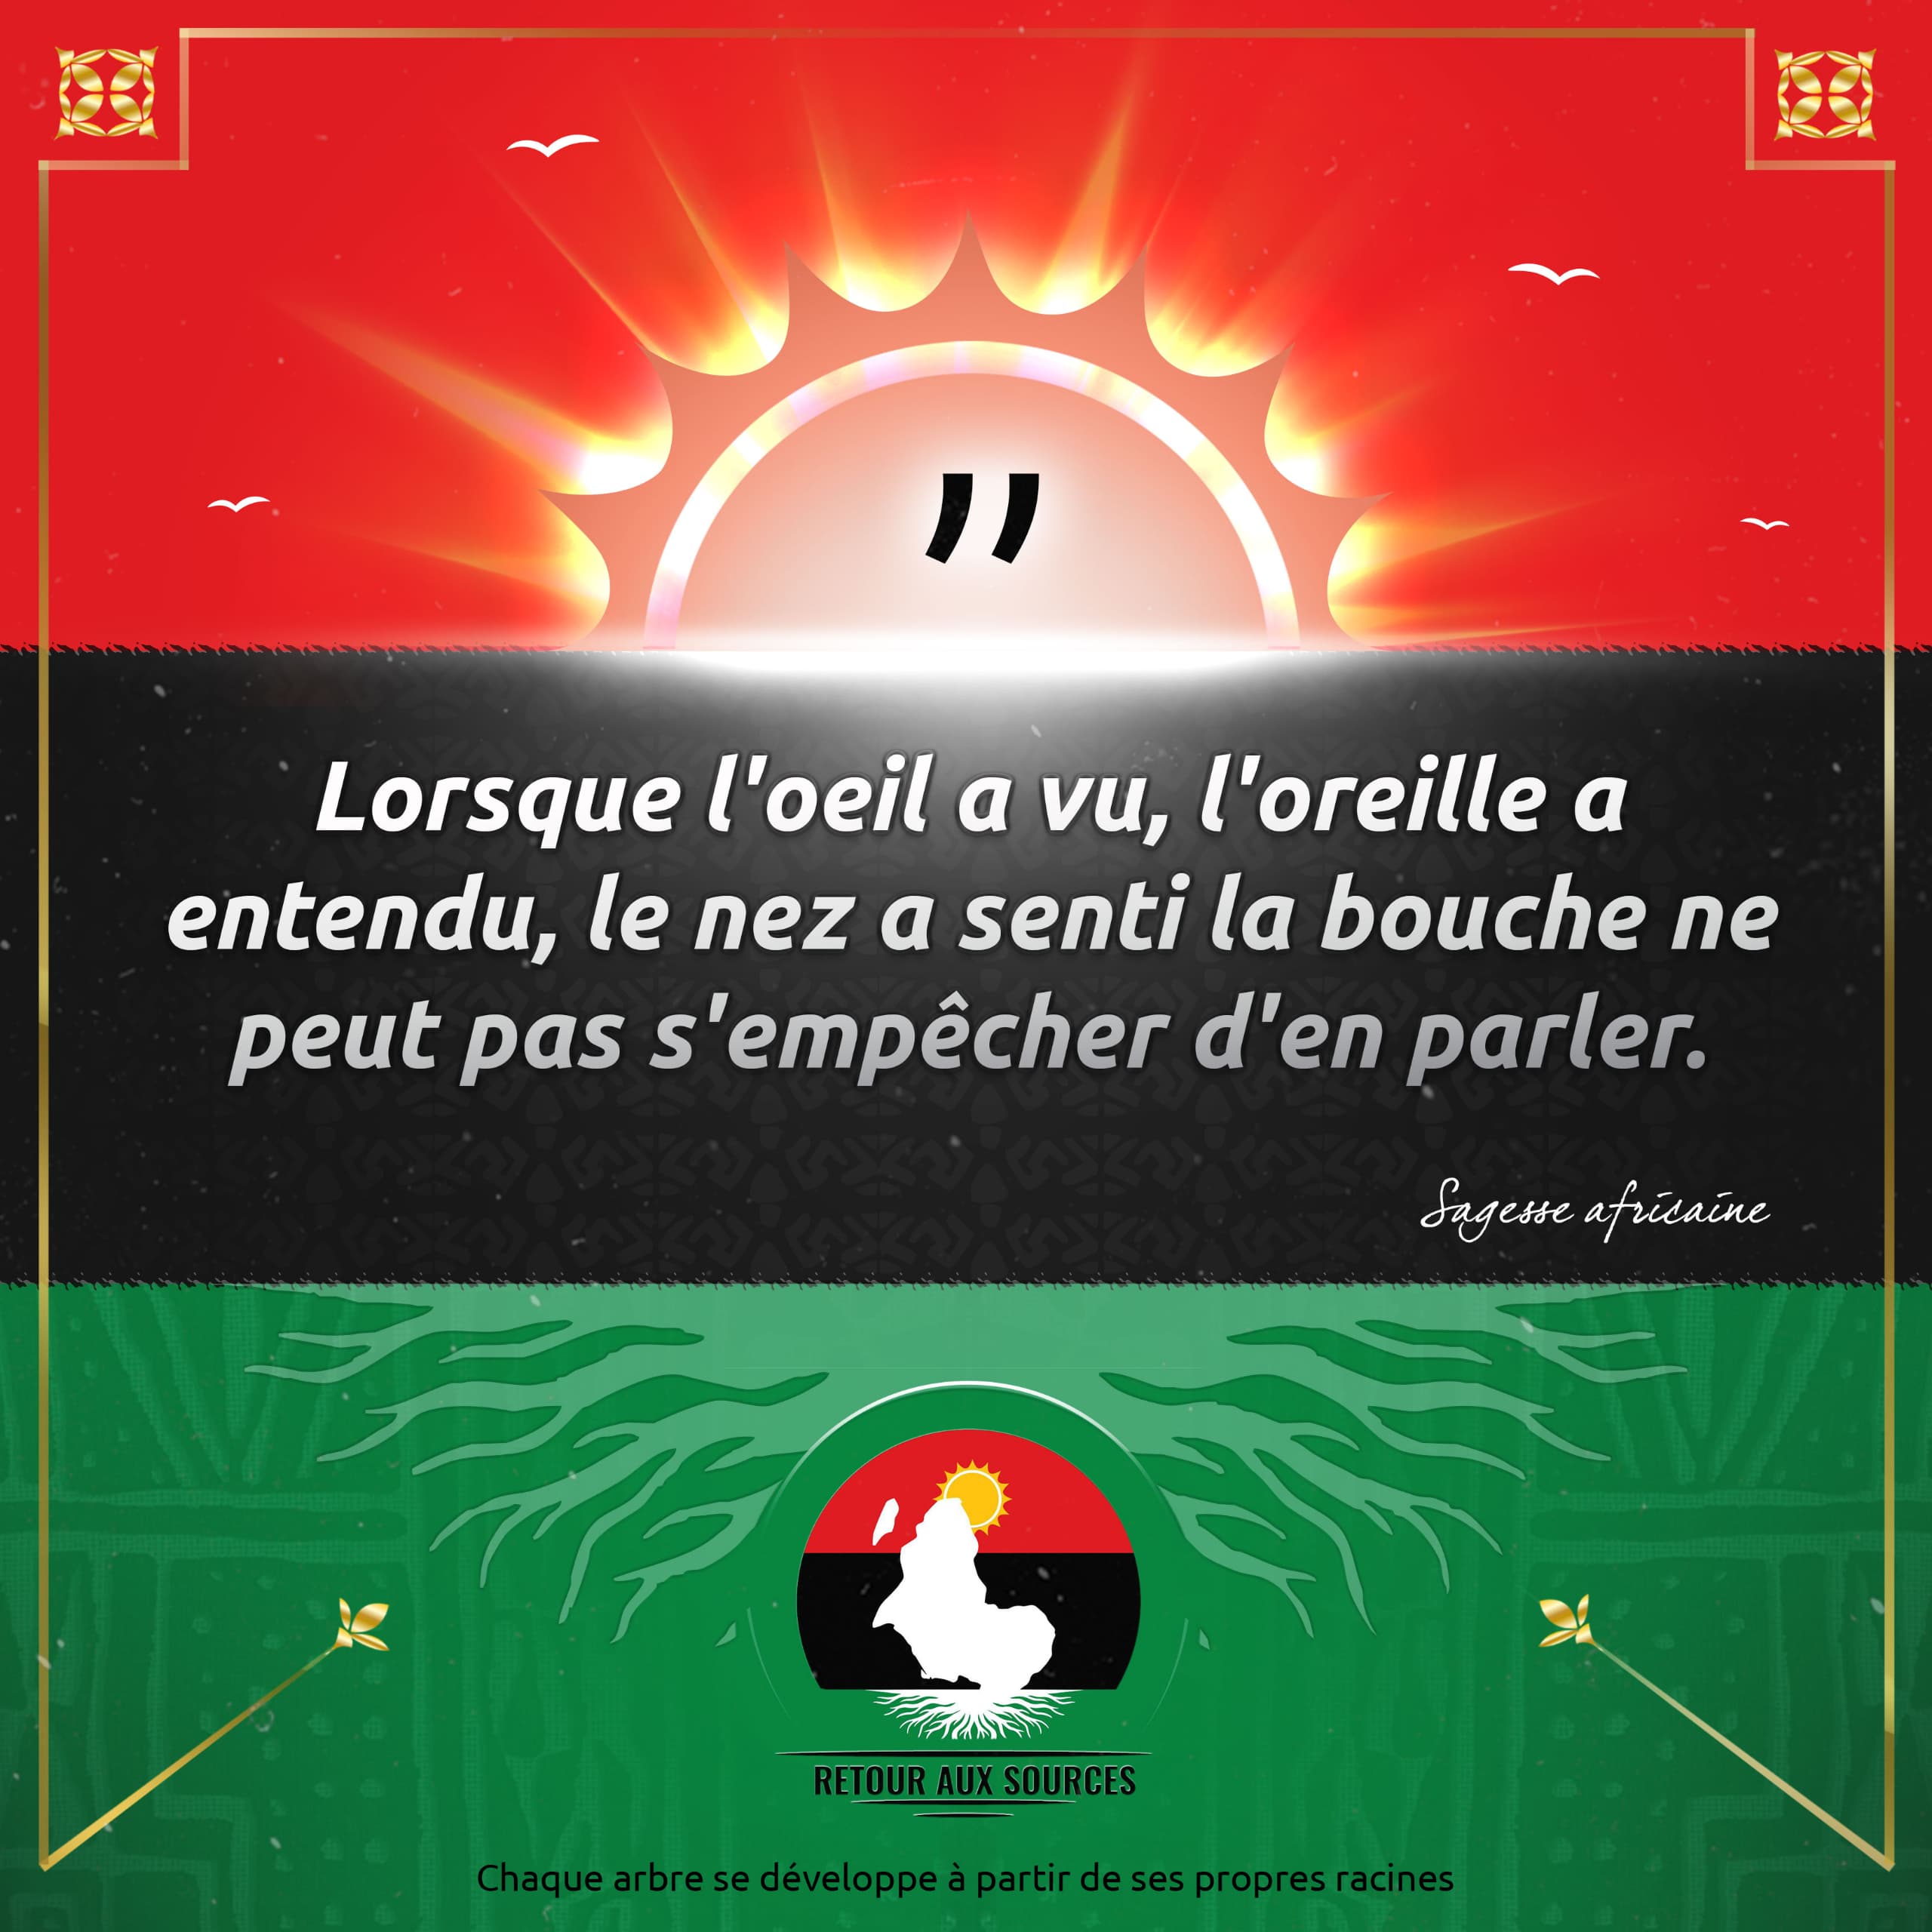 ”
Lorsque l'oeil a vu, l'oreille a
entendu, le nez a senti la bouche ne
peut pas s'empêcher d'en parler.
Sagesse africaine
RETOUR AUX SOURCES
Chaque arbre se développe à partir de ses propres racines